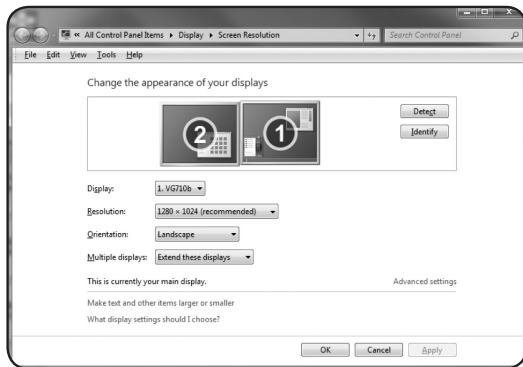 « All Control Panel Items ▸ Display ▸ Screen Resolution
Search Control Panel
File Edit View Tools Help
Change the appearance of your displays
2
1
Detect
Identify
Display: 1. VG710b
Resolution: 1280 × 1024 (recommended)
Orientation: Landscape
Multiple displays: Extend these displays
This is currently your main display. Advanced settings
Make text and other items larger or smaller
What display settings should I choose?
OK Cancel Apply